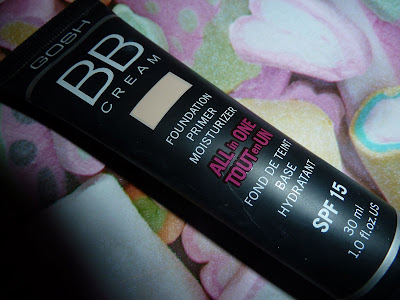 GOSH
BB
CREAM
FOUNDATION
PRIMER
MOISTURIZER
ALL in ONE
TOUT en UN
FOND DE TEINT
BASE
HYDRATANT
SPF 15
30 ml
1.0 fl.oz.US